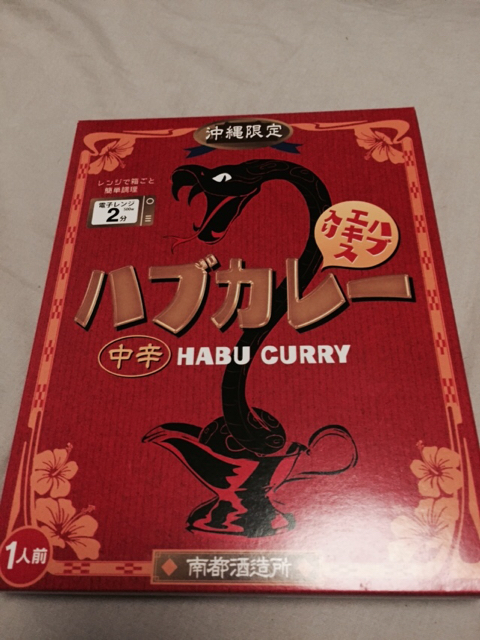 沖縄限定
レンジで箱ごと
簡単調理
電子レンジ
2分
ハブ
エキス
入り
ハブカレー
中辛 HABU CURRY
1人前
南都酒造所